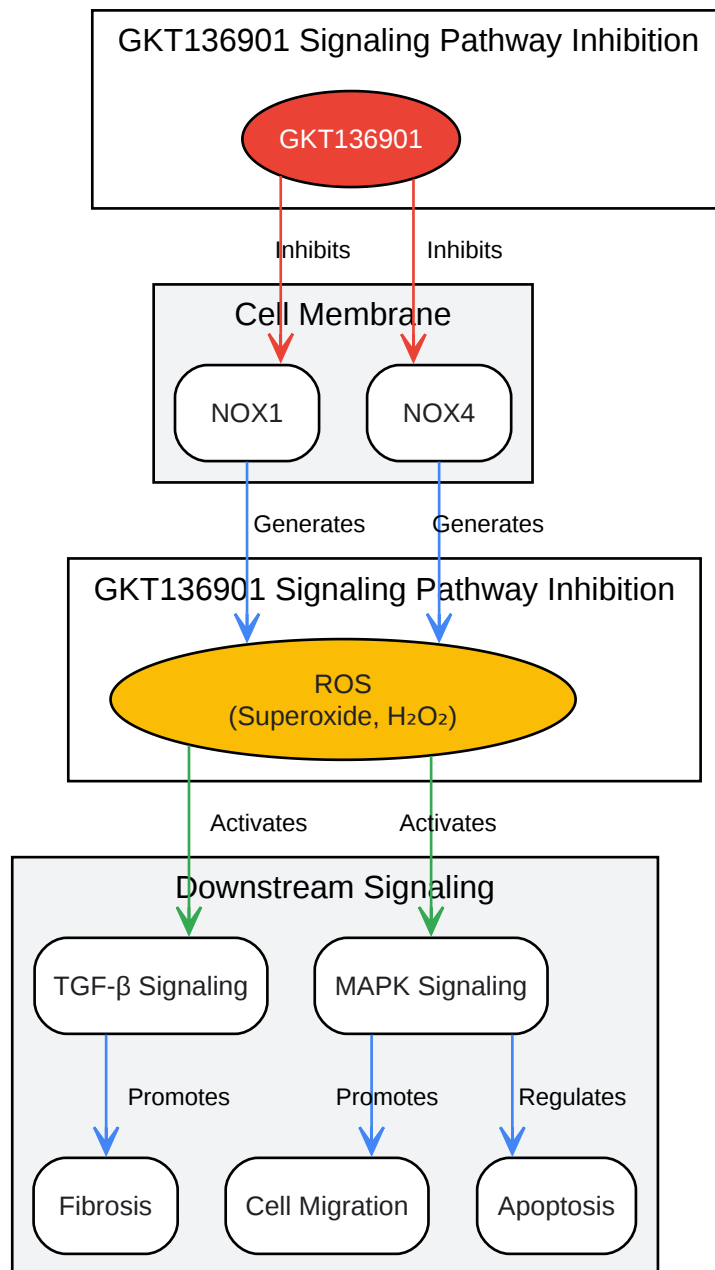 GKT136901 Signaling Pathway Inhibition
GKT136901
Inhibits
Inhibits
Cell Membrane
NOX1
NOX4
Generates
Generates
GKT136901 Signaling Pathway Inhibition
ROS
(Superoxide, H₂O₂)
Activates
Activates
Downstream Signaling
TGF-β Signaling
MAPK Signaling
Promotes
Promotes
Regulates
Fibrosis
Cell Migration
Apoptosis